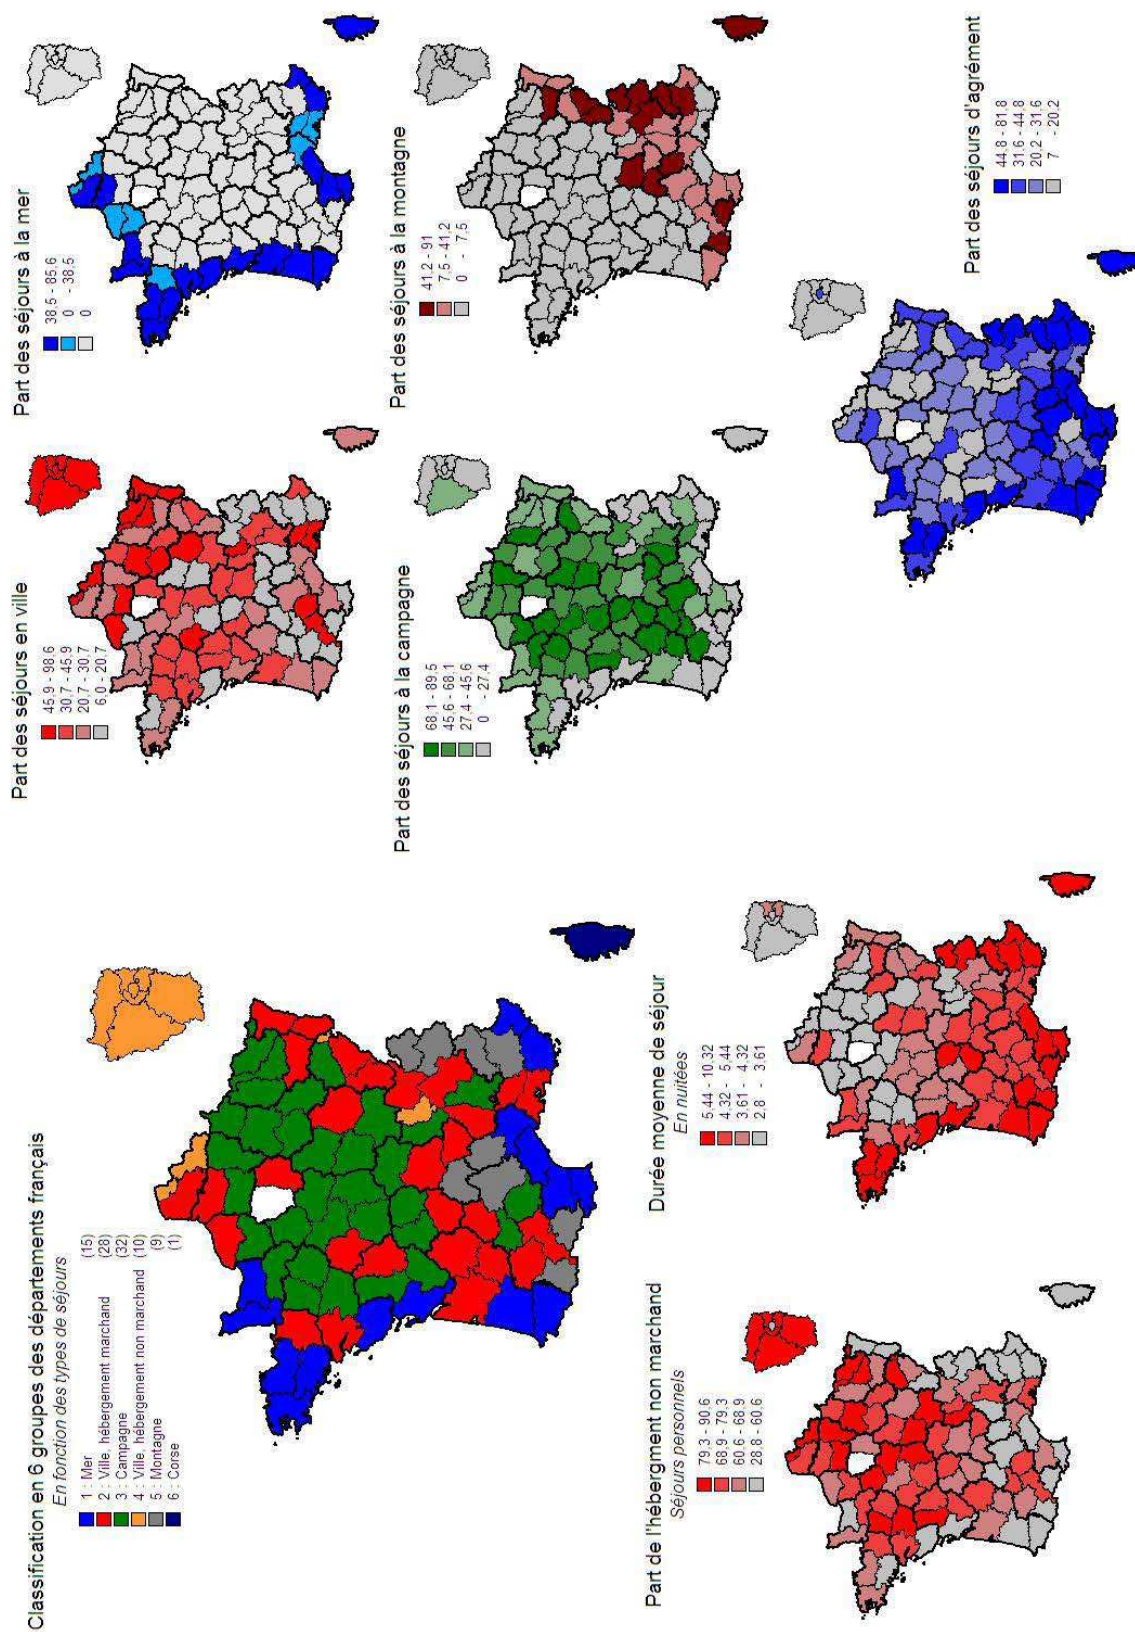 Classification en 6 groupes des départements français
En fonction des types de séjours
1 : Mer (15)
2 : Ville, hébergement marchand (28)
3 : Campagne (32)
4 : Ville, hébergement non marchand (10)
5 : Montagne (9)
6 : Corse (1)
Part des séjours en ville
45,9 - 98,6
30,7 - 45,9
20,7 - 30,7
6,0 - 20,7
Part des séjours à la mer
38,5 - 85,6
0 - 38,5
0
Part des séjours à la campagne
68,1 - 89,5
45,6 - 68,1
27,4 - 45,6
0 - 27,4
Part des séjours à la montagne
41,2 - 91
7,5 - 41,2
0 - 7,5
Part de l'hébergment non marchand
Séjours personnels
79,3 - 90,6
68,9 - 79,3
60,6 - 68,9
28,8 - 60,6
Durée moyenne de séjour
En nuitées
5,44 - 10,32
4,32 - 5,44
3,61 - 4,32
2,8 - 3,61
Part des séjours d'agrément
44,8 - 81,8
31,6 - 44,8
20,2 - 31,6
7 - 20,2